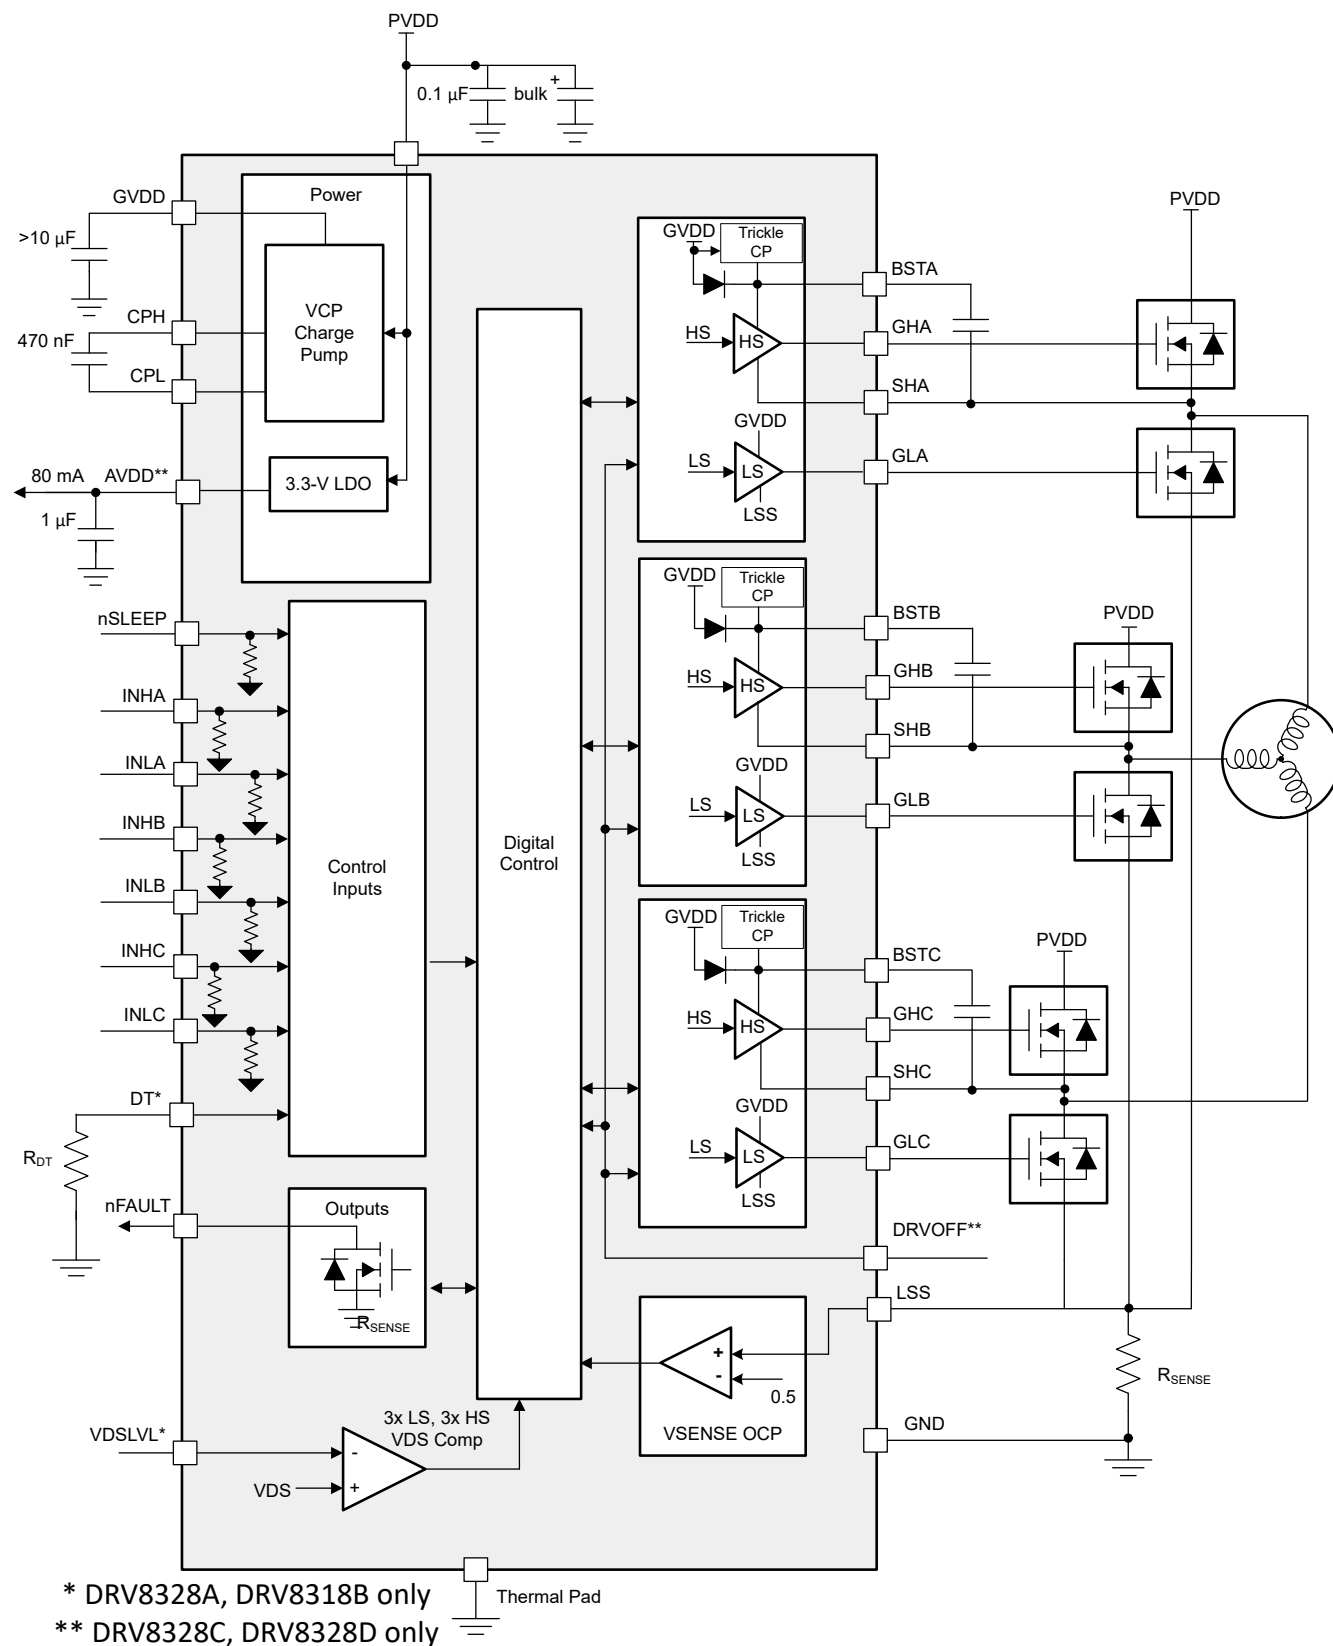 PVDD
0.1 µF
bulk
+
GVDD
>10 µF
CPH
470 nF
CPL
80 mA
AVDD**
1 µF
Power
VCP
Charge
Pump
3.3-V LDO
nSLEEP
INHA
INLA
INHB
INLB
INHC
INLC
DT*
RDT
nFAULT
Control
Inputs
Outputs
RSENSE
Digital
Control
VDSLVL*
VDS
-
+
3x LS, 3x HS
VDS Comp
GVDD
Trickle
CP
HS
HS
GVDD
LS
LS
LSS
BSTA
GHA
SHA
GLA
PVDD
GVDD
Trickle
CP
HS
HS
GVDD
LS
LS
LSS
BSTB
GHB
SHB
GLB
PVDD
GVDD
Trickle
CP
HS
HS
GVDD
LS
LS
LSS
BSTC
GHC
SHC
GLC
PVDD
DRVOFF**
LSS
+
-
0.5
VSENSE OCP
RSENSE
GND
Thermal Pad
* DRV8328A, DRV8318B only
** DRV8328C, DRV8328D only